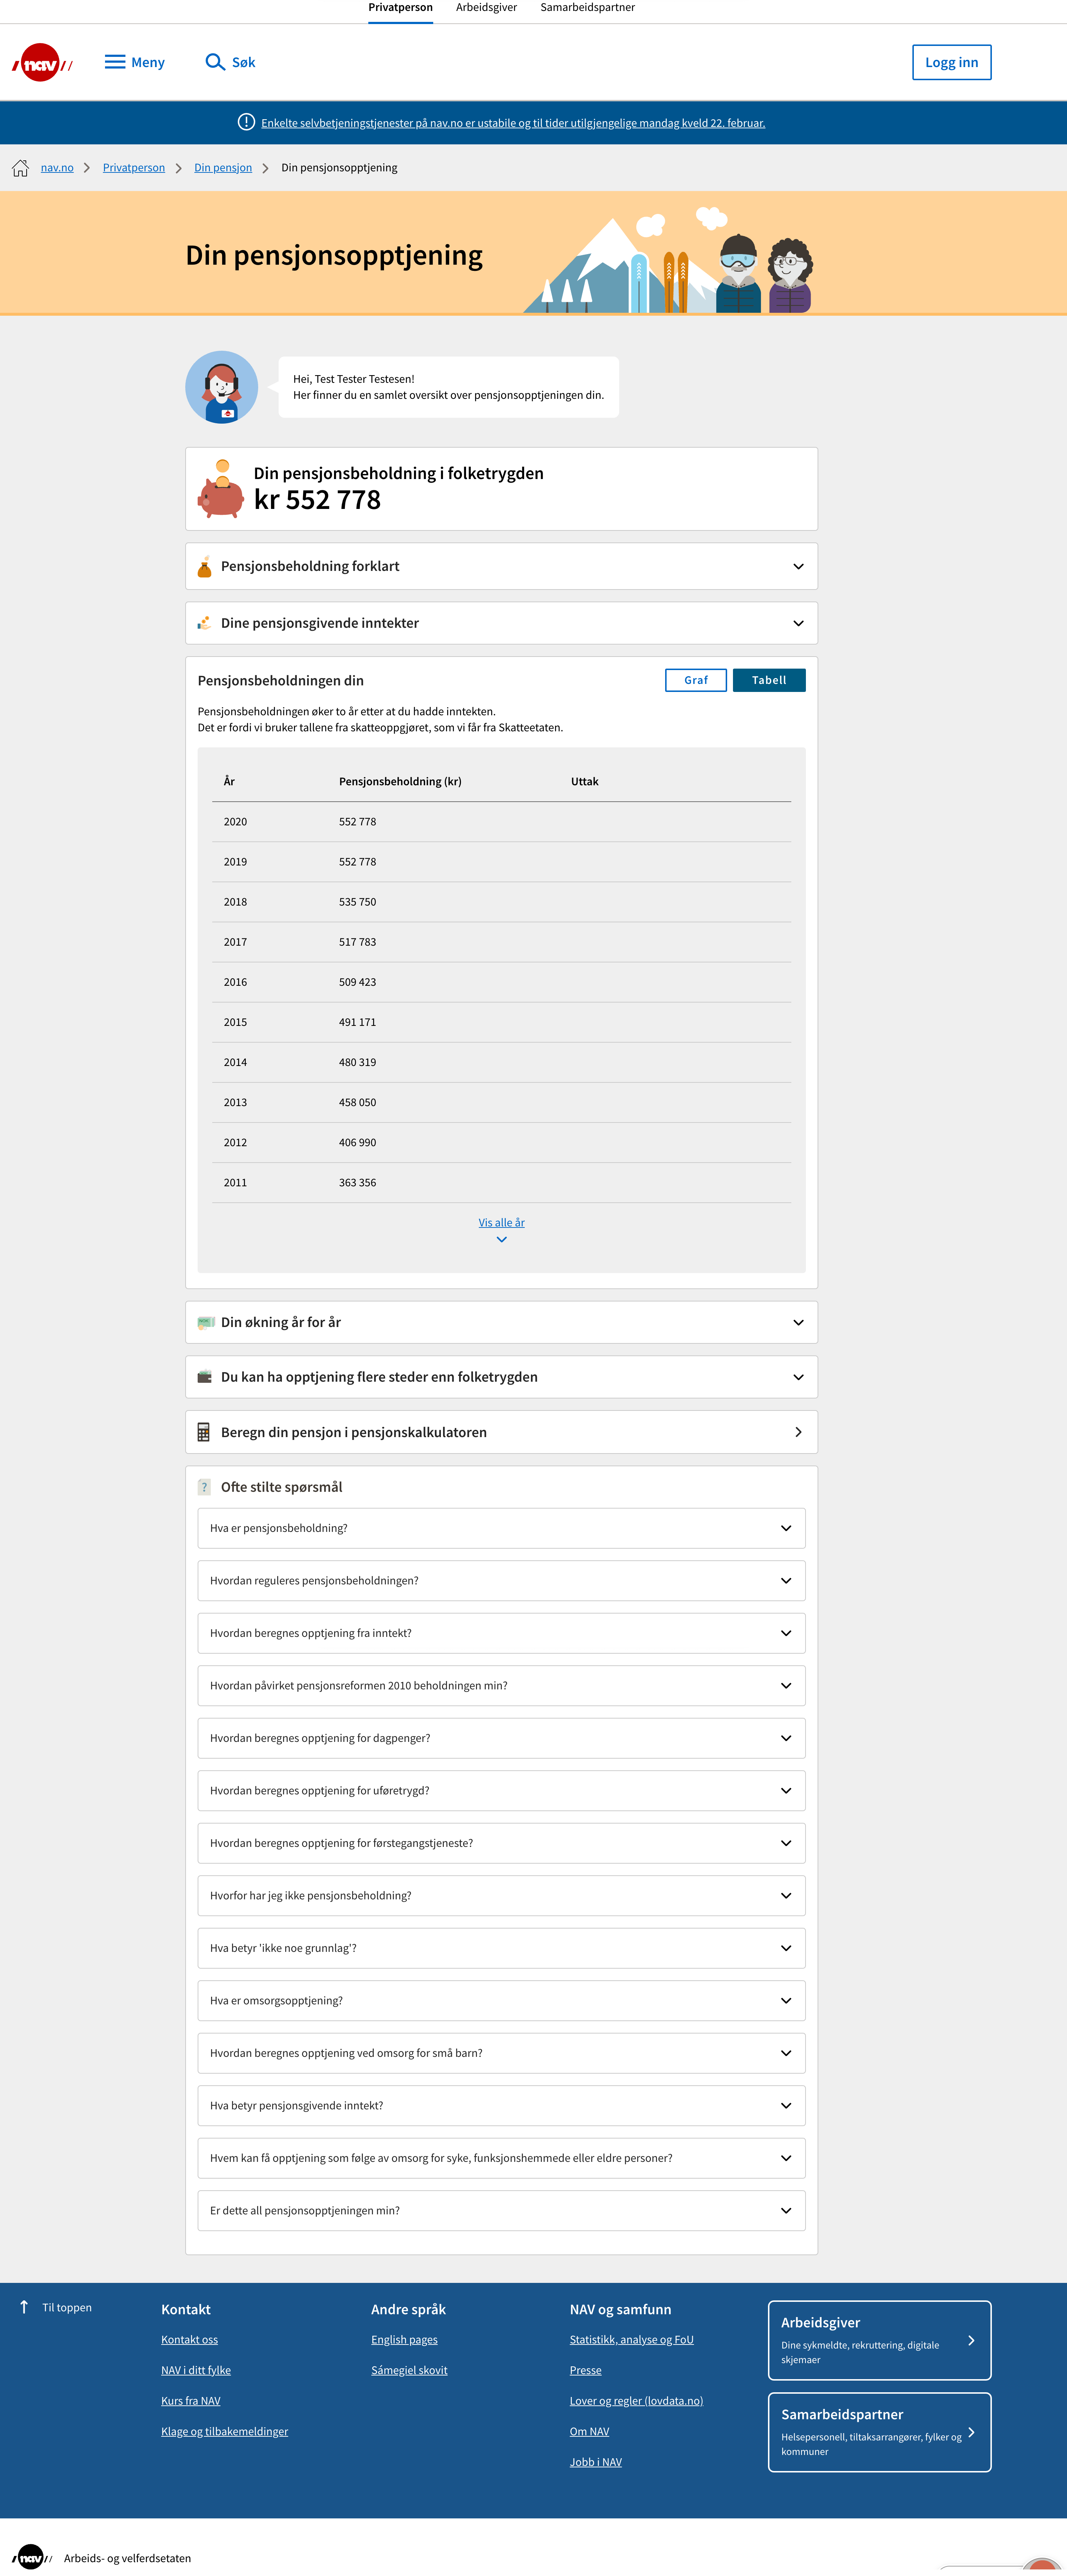 Privatperson Arbeidsgiver Samarbeidspartner
nav Meny Søk Logg inn
Enkelte selvbetjeningstjenester på nav.no er ustabile og til tider utilgjengelige mandag kveld 22. februar.
nav.no Privatperson Din pensjon Din pensjonsopptjening
Din pensjonsopptjening
Hei, Test Tester Testesen!
Her finner du en samlet oversikt over pensjonsopptjeningen din.
Din pensjonsbeholdning i folketrygden
kr 552 778
Pensjonsbeholdning forklart
Dine pensjonsgivende inntekter
Pensjonsbeholdningen din Graf Tabell
Pensjonsbeholdningen øker to år etter at du hadde inntekten.
Det er fordi vi bruker tallene fra skatteoppgjøret, som vi får fra Skatteetaten.
År Pensjonsbeholdning (kr) Uttak
2020 552 778
2019 552 778
2018 535 750
2017 517 783
2016 509 423
2015 491 171
2014 480 319
2013 458 050
2012 406 990
2011 363 356
Vis alle år
Din økning år for år
Du kan ha opptjening flere steder enn folketrygden
Beregn din pensjon i pensjonskalkulatoren
Ofte stilte spørsmål
Hva er pensjonsbeholdning?
Hvordan reguleres pensjonsbeholdningen?
Hvordan beregnes opptjening fra inntekt?
Hvordan påvirket pensjonsreformen 2010 beholdningen min?
Hvordan beregnes opptjening for dagpenger?
Hvordan beregnes opptjening for uføretrygd?
Hvordan beregnes opptjening for førstegangstjeneste?
Hvorfor har jeg ikke pensjonsbeholdning?
Hva betyr 'ikke noe grunnlag'?
Hva er omsorgsopptjening?
Hvordan beregnes opptjening ved omsorg for små barn?
Hva betyr pensjonsgivende inntekt?
Hvem kan få opptjening som følge av omsorg for syke, funksjonshemmede eller eldre personer?
Er dette all pensjonsopptjeningen min?
Til toppen
Kontakt
Kontakt oss
NAV i ditt fylke
Kurs fra NAV
Klage og tilbakemeldinger
Andre språk
English pages
Sámegiel skovit
NAV og samfunn
Statistikk, analyse og FoU
Presse
Lover og regler (lovdata.no)
Om NAV
Jobb i NAV
Arbeidsgiver
Dine sykmeldte, rekruttering, digitale
skjemaer
Samarbeidspartner
Helsepersonell, tiltaksarrangører, fylker og
kommuner
nav Arbeids- og velferdsetaten